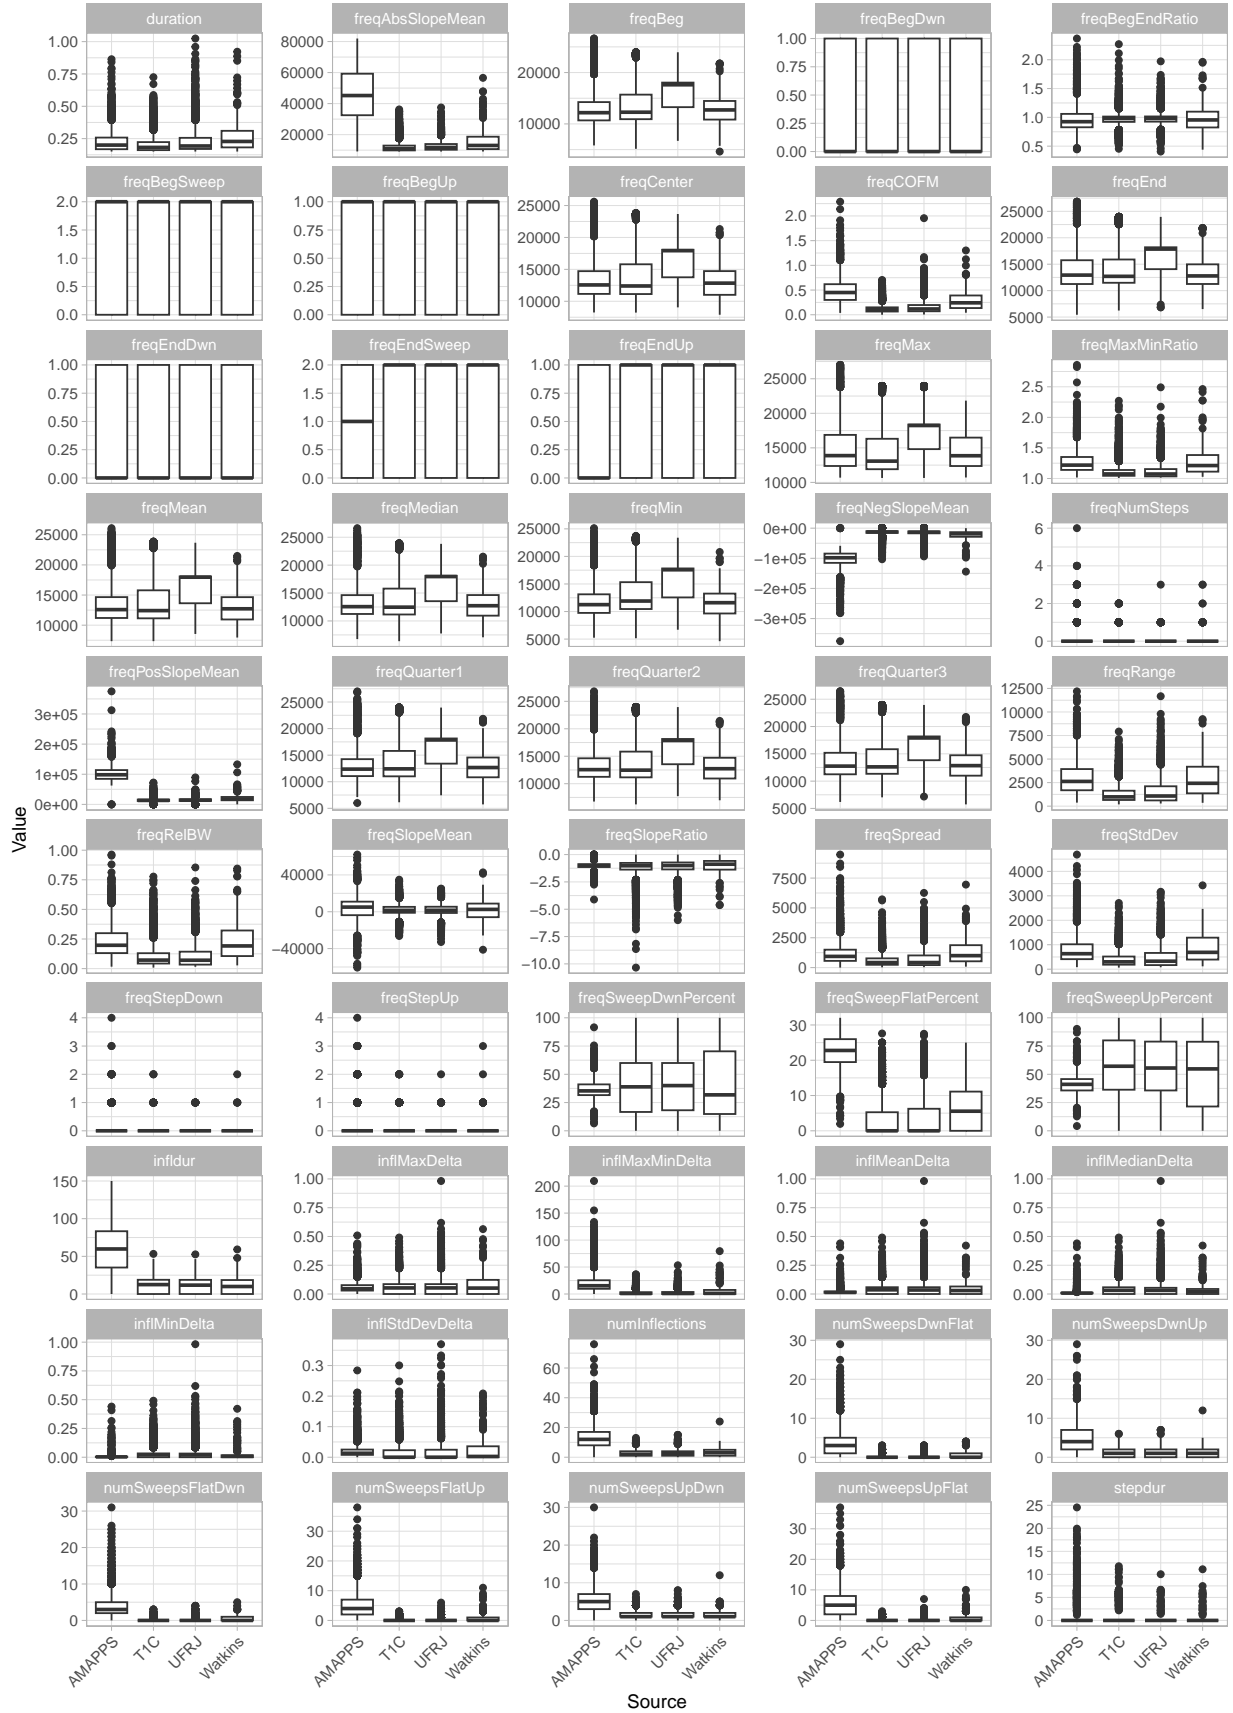 duration freqAbsSlopeMean freqBeg freqBegDwn freqBegEndRatio
1.00 0.75 0.50 0.25
80000 60000 40000 20000
20000 10000
1.00 0.75 0.50 0.25 0.00
2.0 1.5 1.0 0.5
freqBegSweep freqBegUp freqCenter freqCOFM freqEnd
2.0 1.5 1.0 0.5 0.0
1.00 0.75 0.50 0.25 0.00
25000 20000 15000 10000
2.0 1.5 1.0 0.5 0.0
25000 20000 15000 10000 5000
freqEndDwn freqEndSweep freqEndUp freqMax freqMaxMinRatio
1.00 0.75 0.50 0.25 0.00
2.0 1.5 1.0 0.5 0.0
1.00 0.75 0.50 0.25 0.00
25000 20000 15000 10000
2.5 2.0 1.5 1.0
freqMean freqMedian freqMin freqNegSlopeMean freqNumSteps
25000 20000 15000 10000
25000 20000 15000 10000
25000 20000 15000 10000 5000
0e+00 −1e+05 −2e+05 −3e+05
6 4 2 0
freqPosSlopeMean freqQuarter1 freqQuarter2 freqQuarter3 freqRange
3e+05 2e+05 1e+05 0e+00
25000 20000 15000 10000 5000
25000 20000 15000 10000
25000 20000 15000 10000 5000
12500 10000 7500 5000 2500 0
Value
freqRelBW freqSlopeMean freqSlopeRatio freqSpread freqStdDev
1.00 0.75 0.50 0.25 0.00
40000 0 −40000
0.0 −2.5 −5.0 −7.5 −10.0
7500 5000 2500 0
4000 3000 2000 1000 0
freqStepDown freqStepUp freqSweepDwnPercent freqSweepFlatPercent freqSweepUpPercent
4 3 2 1 0
4 3 2 1 0
100 75 50 25 0
30 20 10 0
100 75 50 25 0
infldur inflMaxDelta inflMaxMinDelta inflMeanDelta inflMedianDelta
150 100 50 0
1.00 0.75 0.50 0.25 0.00
200 150 100 50 0
1.00 0.75 0.50 0.25 0.00
1.00 0.75 0.50 0.25 0.00
inflMinDelta inflStdDevDelta numInflections numSweepsDwnFlat numSweepsDwnUp
1.00 0.75 0.50 0.25 0.00
0.3 0.2 0.1 0.0
60 40 20 0
30 20 10 0
30 20 10 0
numSweepsFlatDwn numSweepsFlatUp numSweepsUpDwn numSweepsUpFlat stepdur
30 20 10 0
30 20 10 0
30 20 10 0
30 20 10 0
25 20 15 10 5 0
AMAPPS T1C UFRJ Watkins AMAPPS T1C UFRJ Watkins AMAPPS T1C UFRJ Watkins AMAPPS T1C UFRJ Watkins AMAPPS T1C UFRJ Watkins
Source